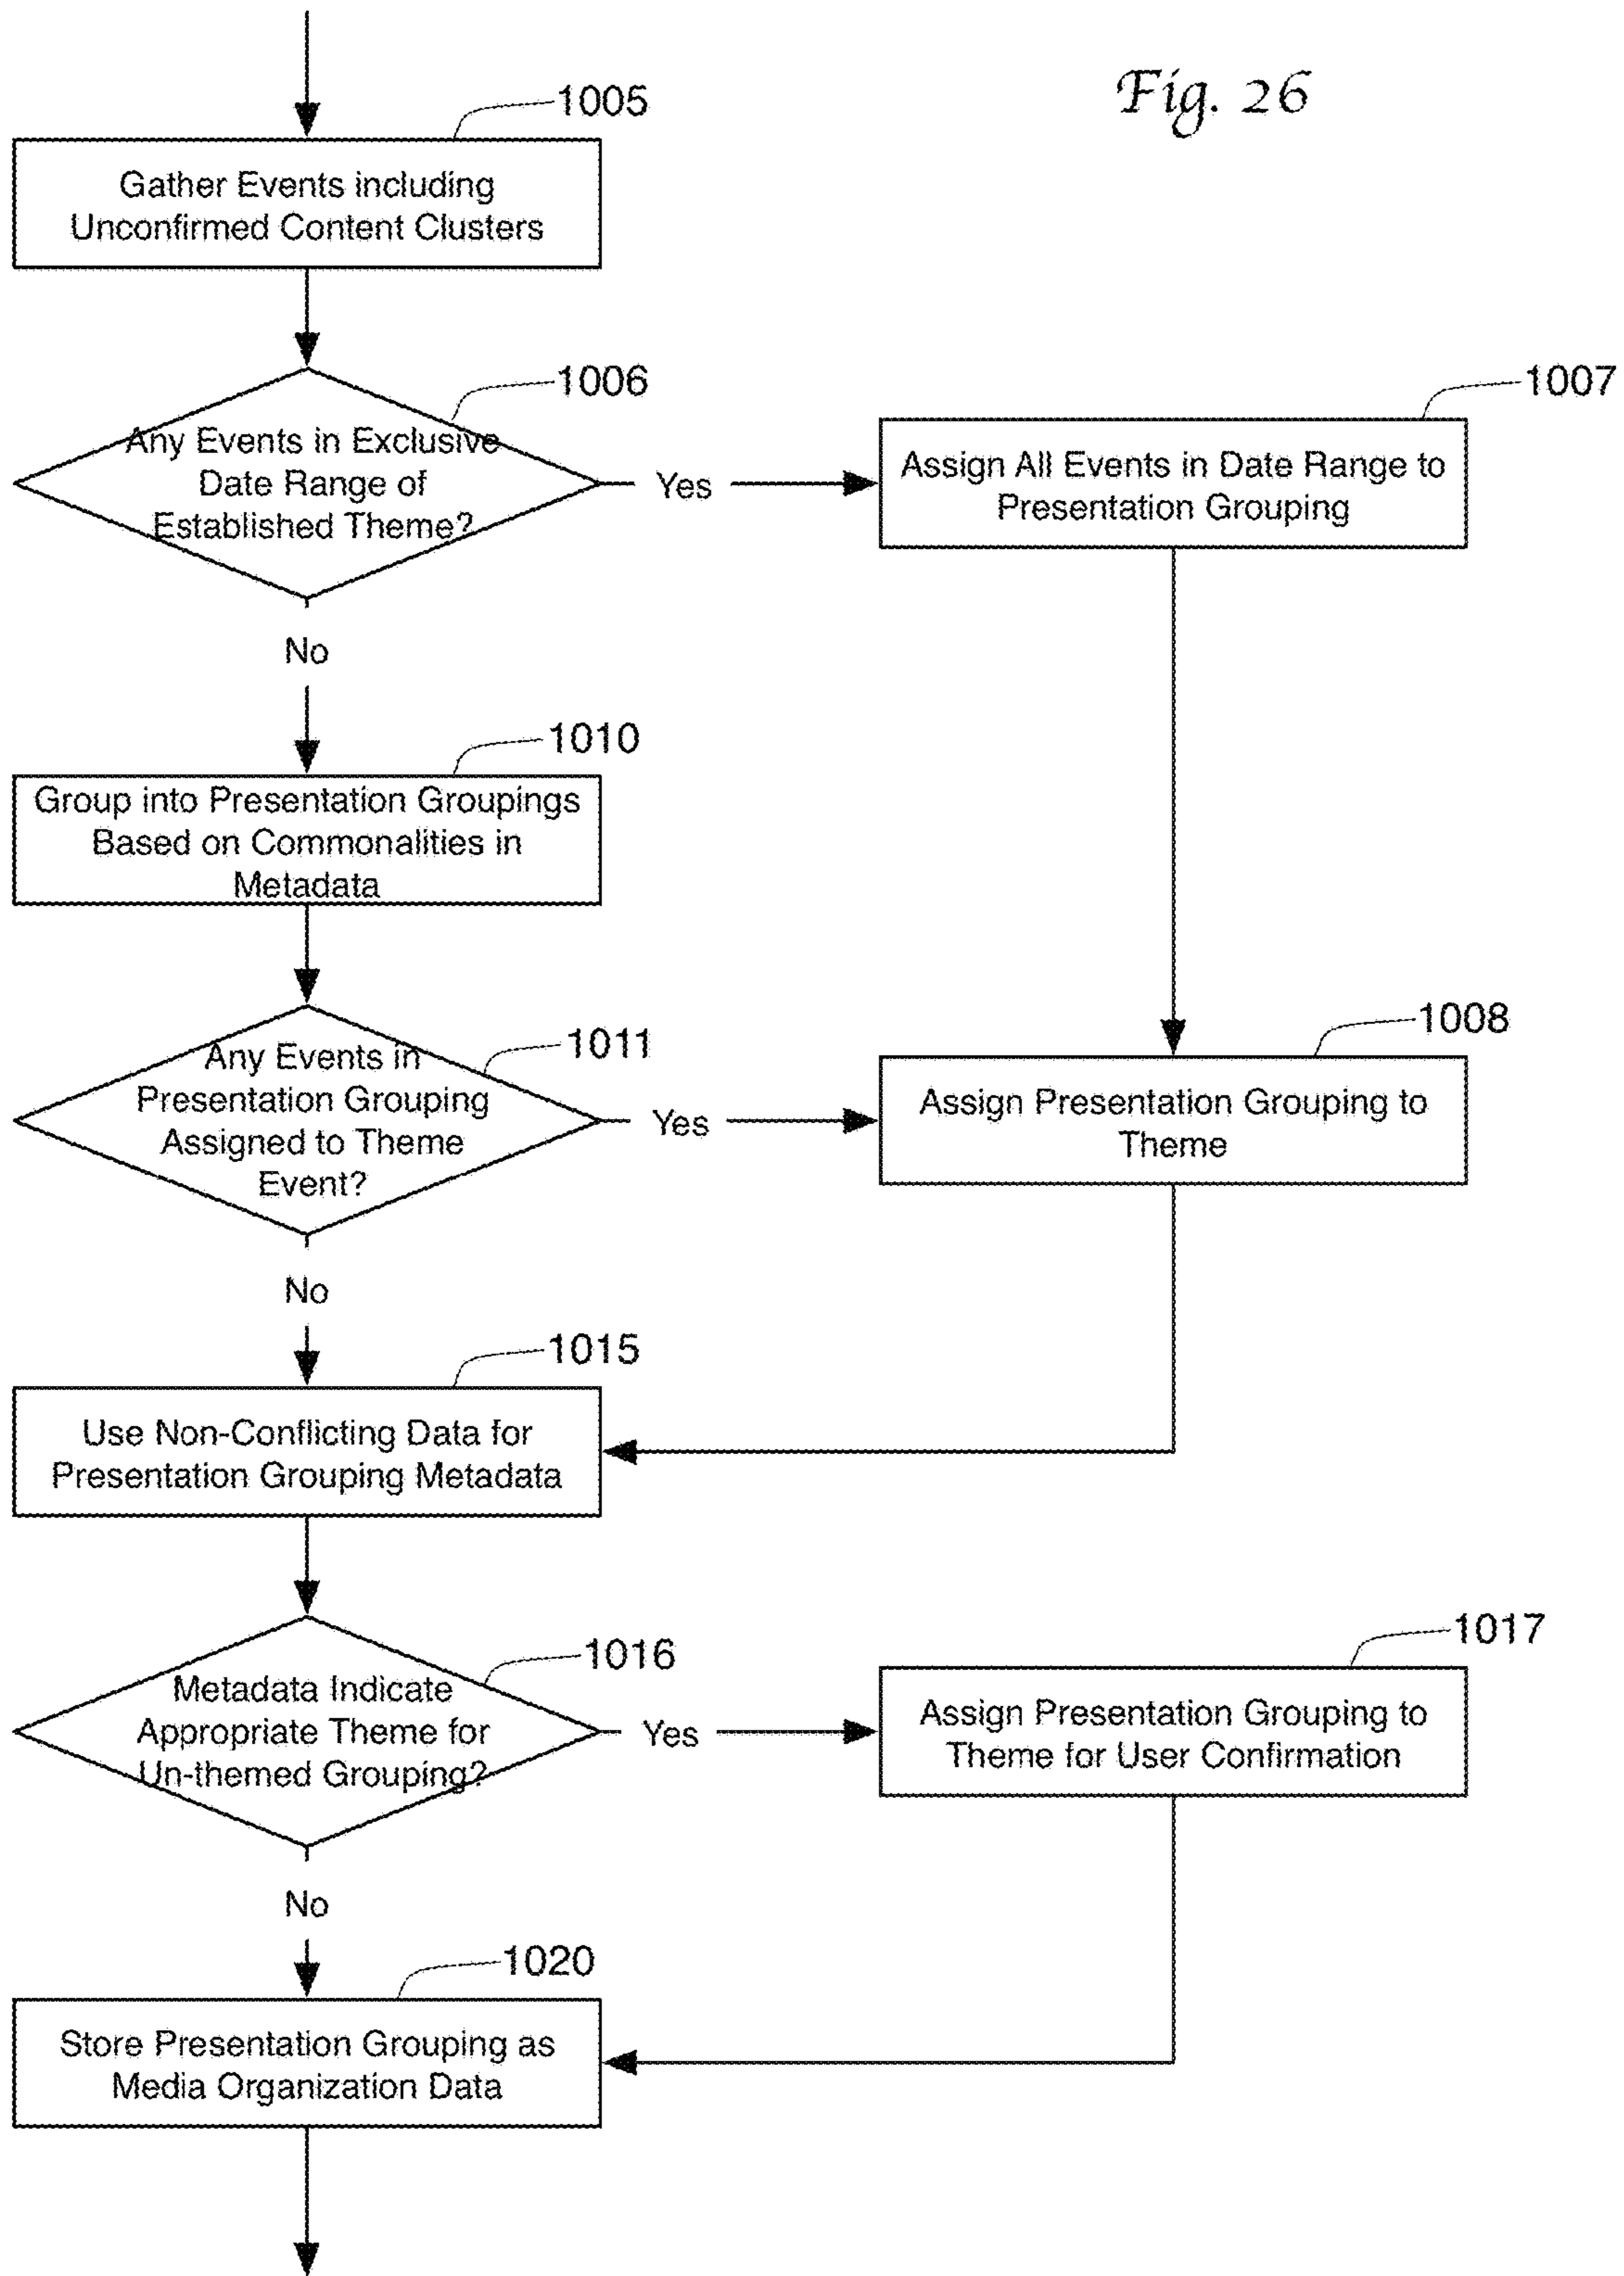 Fig. 26
1005
Gather Events including
Unconfirmed Content Clusters
1006
Any Events in Exclusive
Date Range of
Established Theme?
Yes
1007
Assign All Events in Date Range to
Presentation Grouping
No
1010
Group into Presentation Groupings
Based on Commonalities in
Metadata
1011
Any Events in
Presentation Grouping
Assigned to Theme
Event?
Yes
1008
Assign Presentation Grouping to
Theme
No
1015
Use Non-Conflicting Data for
Presentation Grouping Metadata
1016
Metadata Indicate
Appropriate Theme for
Un-themed Grouping?
Yes
1017
Assign Presentation Grouping to
Theme for User Confirmation
No
1020
Store Presentation Grouping as
Media Organization Data